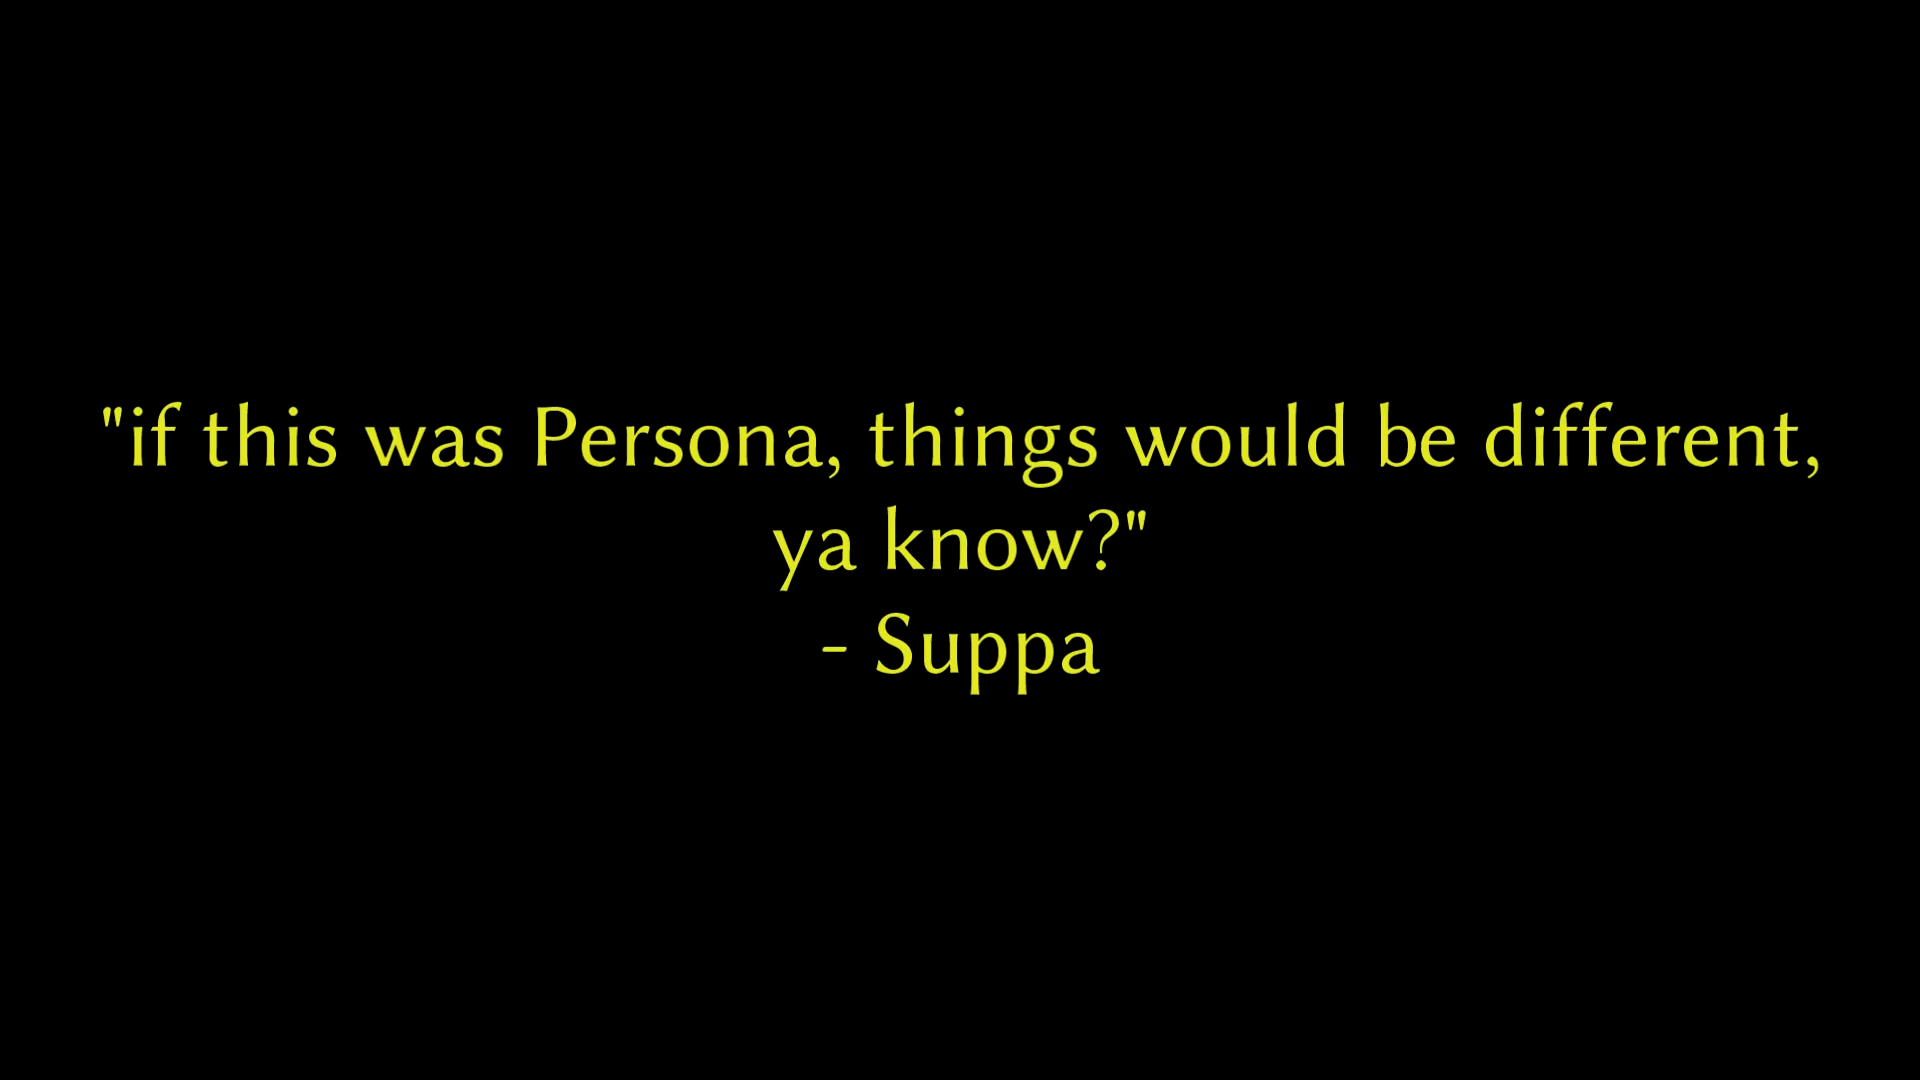 "if this was Persona, things would be different,
ya know?"
- Suppa